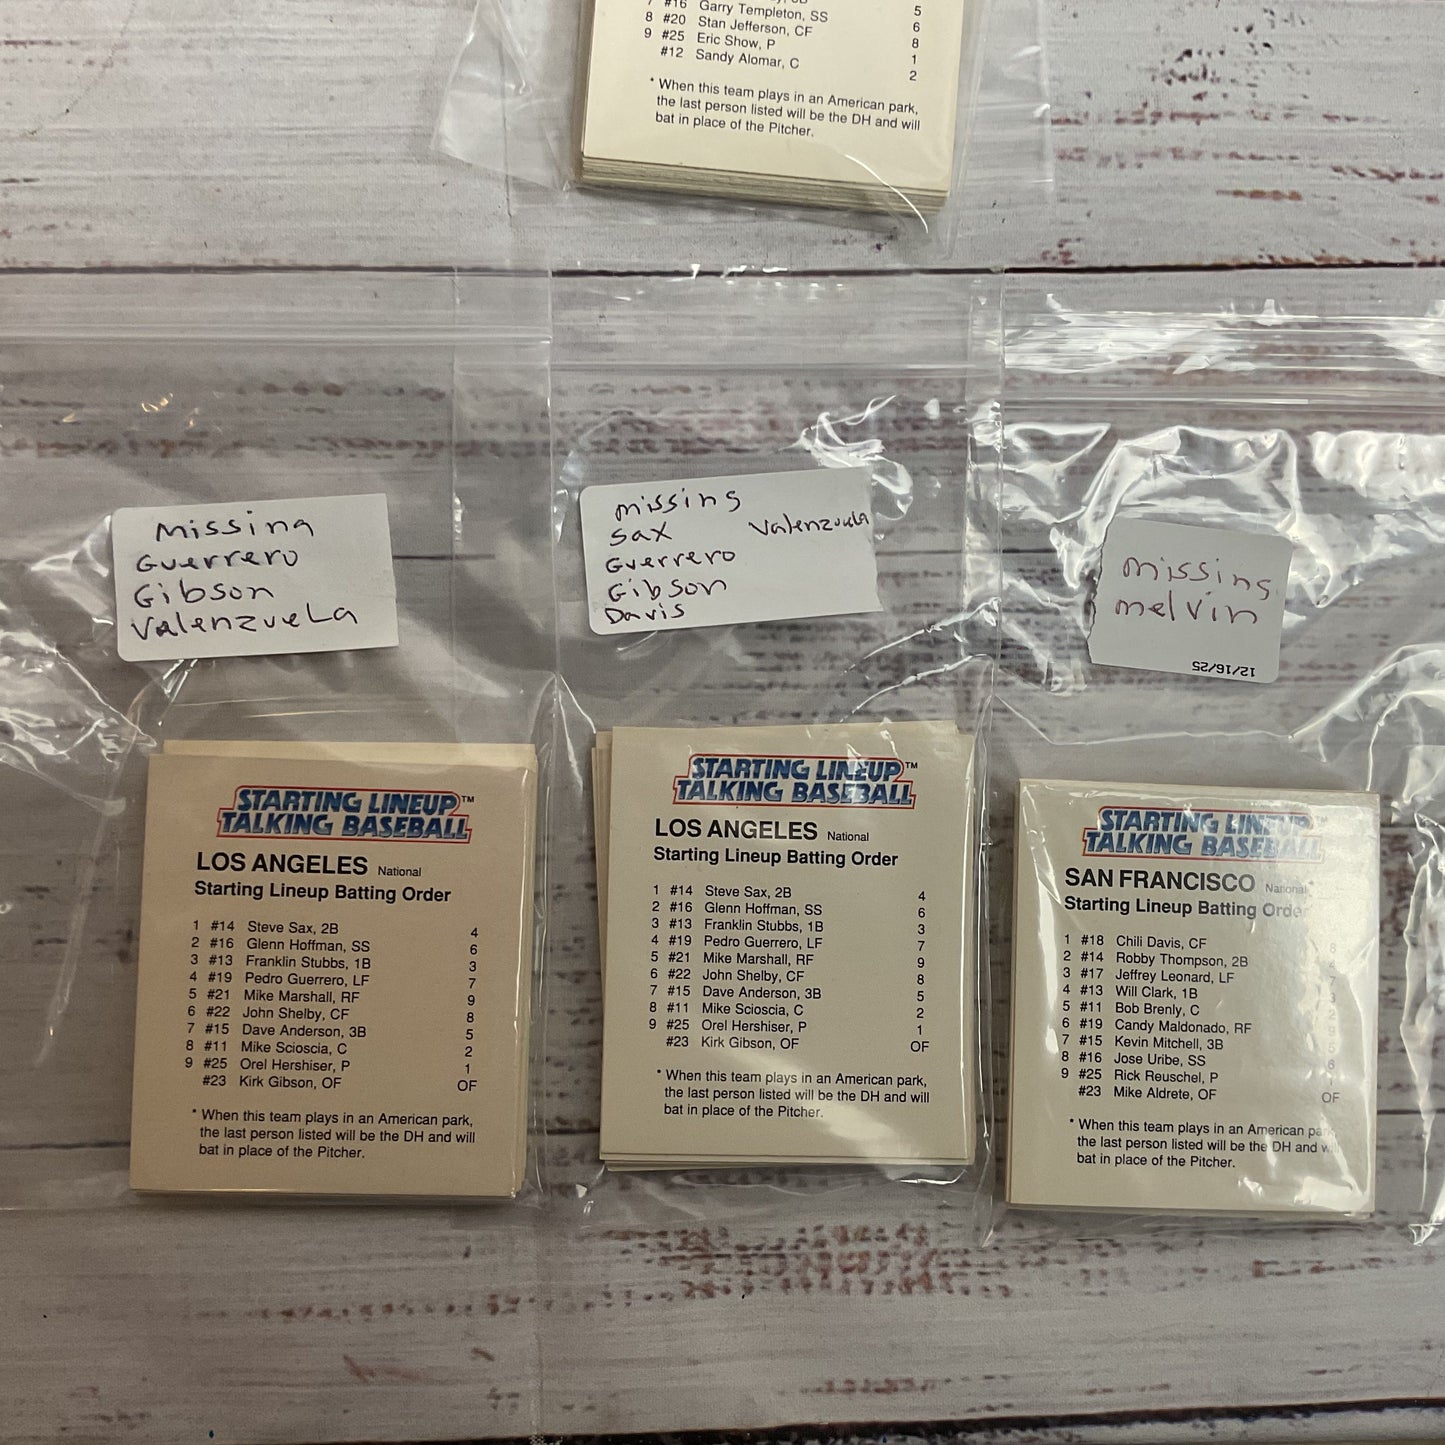 7 #16 Garry Templeton, SS 5
8 #20 Stan Jefferson, CF 6
9 #25 Eric Show, P 8
#12 Sandy Alomar, C 1
2
* When this team plays in an American park,
the last person listed will be the DH and will
bat in place of the Pitcher.
Missing
Guerrero
Gibson
Valenzuela
missing
Sax Valenzuela
Guerrero
Gibson
Davis
missing
melvin
12/16/25
STARTING LINEUP™
TALKING BASEBALL
LOS ANGELES National
Starting Lineup Batting Order
1 #14 Steve Sax, 2B 4
2 #16 Glenn Hoffman, SS 6
3 #13 Franklin Stubbs, 1B 3
4 #19 Pedro Guerrero, LF 7
5 #21 Mike Marshall, RF 9
6 #22 John Shelby, CF 8
7 #15 Dave Anderson, 3B 5
8 #11 Mike Scioscia, C 2
9 #25 Orel Hershiser, P 1
#23 Kirk Gibson, OF OF
* When this team plays in an American park,
the last person listed will be the DH and will
bat in place of the Pitcher.
STARTING LINEUP™
TALKING BASEBALL
LOS ANGELES National
Starting Lineup Batting Order
1 #14 Steve Sax, 2B 4
2 #16 Glenn Hoffman, SS 6
3 #13 Franklin Stubbs, 1B 3
4 #19 Pedro Guerrero, LF 7
5 #21 Mike Marshall, RF 9
6 #22 John Shelby, CF 8
7 #15 Dave Anderson, 3B 5
8 #11 Mike Scioscia, C 2
9 #25 Orel Hershiser, P 1
#23 Kirk Gibson, OF OF
* When this team plays in an American park,
the last person listed will be the DH and will
bat in place of the Pitcher.
STARTING LINEUP™
TALKING BASEBALL
SAN FRANCISCO National
Starting Lineup Batting Order
1 #18 Chili Davis, CF 8
2 #14 Robby Thompson, 2B
3 #17 Jeffrey Leonard, LF 7
4 #13 Will Clark, 1B 3
5 #11 Bob Brenly, C 2
6 #19 Candy Maldonado, RF 9
7 #15 Kevin Mitchell, 3B 5
8 #16 Jose Uribe, SS 6
9 #25 Rick Reuschel, P
#23 Mike Aldrete, OF OF
* When this team plays in an American park,
the last person listed will be the DH and will
bat in place of the Pitcher.